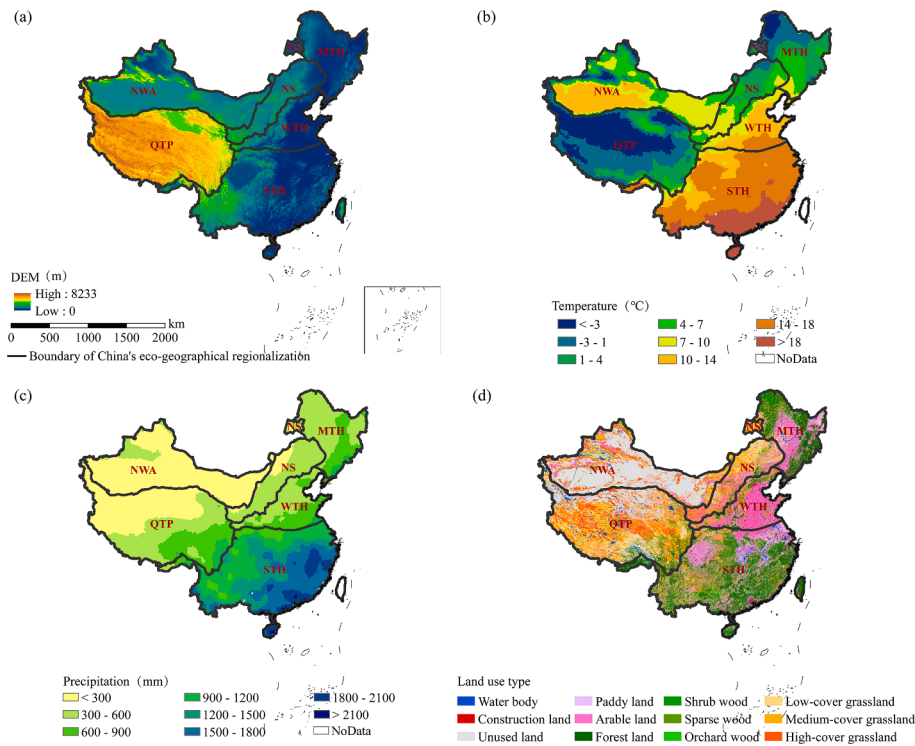 (a)
NS
MTH
NWA
NS
WTH
QTP
STH
DEM (m)
High : 8233
Low : 0
km
0 500 1000 1500 2000
Boundary of China's eco-geographical regionalization
(b)
NS
MTH
NWA
NS
WTH
QTP
STH
Temperature (°C)
< -3 4 - 7 14 - 18
-3 - 1 7 - 10 > 18
1 - 4 10 - 14 NoData
(c)
NS
MTH
NWA
NS
WTH
QTP
STH
Precipitation (mm)
< 300 900 - 1200 1800 - 2100
300 - 600 1200 - 1500 > 2100
600 - 900 1500 - 1800 NoData
(d)
NS
MTH
NWA
NS
WTH
QTP
STH
Land use type
Water body Paddy land Shrub wood Low-cover grassland
Construction land Arable land Sparse wood Medium-cover grassland
Unused land Forest land Orchard wood High-cover grassland